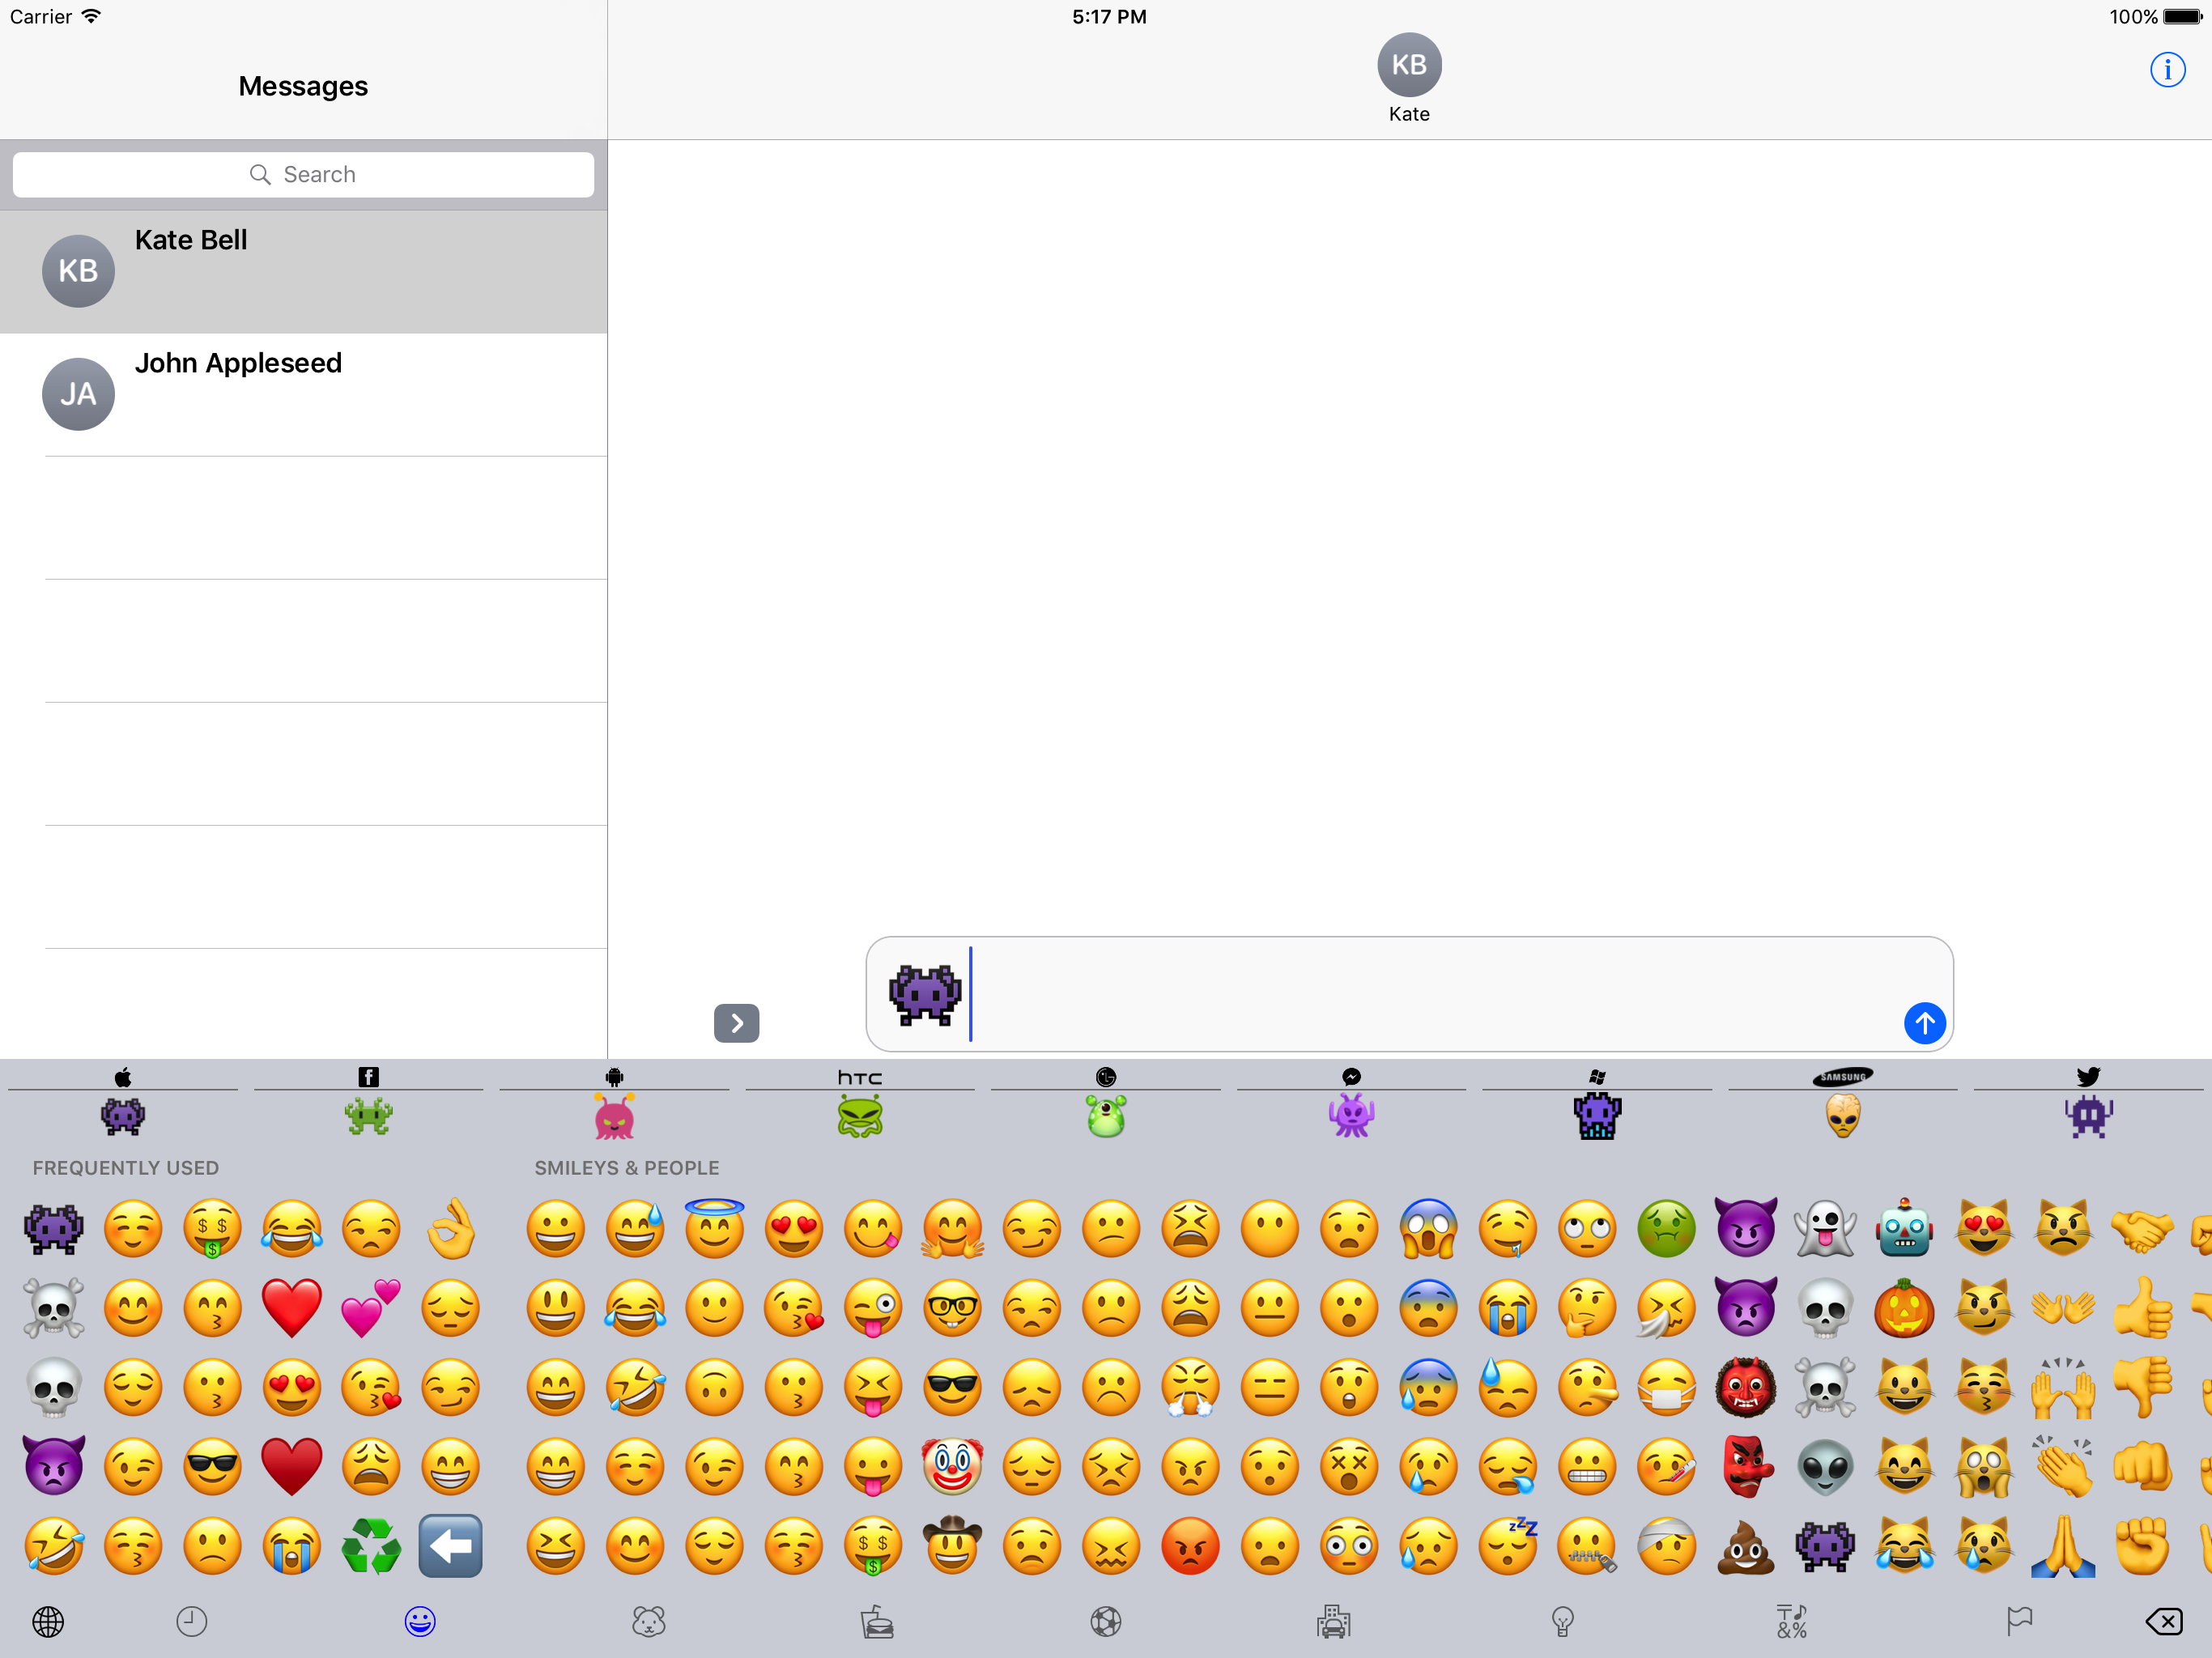 Carrier
5:17 PM
100%
Messages
KB
Kate
Search
KB
Kate Bell
JA
John Appleseed
hTC
SAMSUNG
FREQUENTLY USED
SMILEYS & PEOPLE